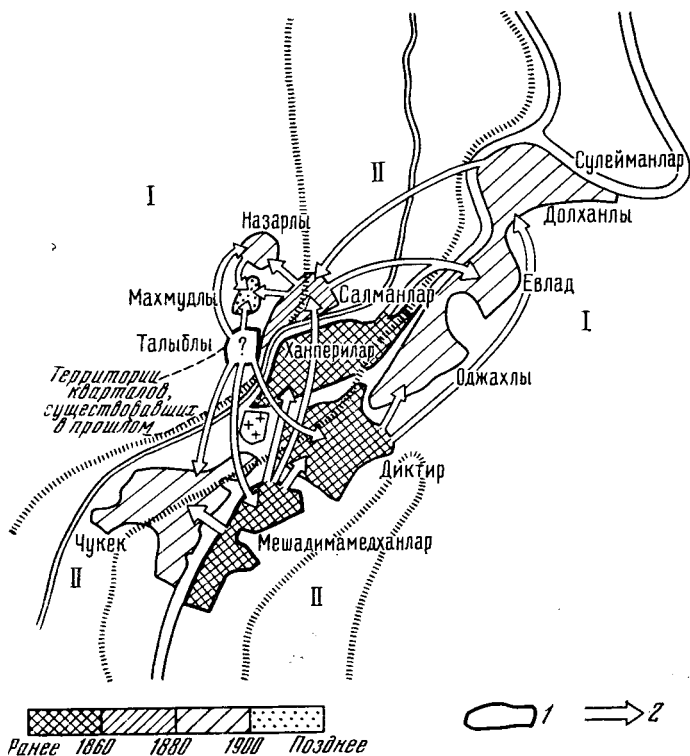 Сулейманлар
II
Долханлы
I
Назарлы
Евлад
Махмудлы
Салманлар
I
Талыблы
?
Ханперилар
Территории
кварталов,
существовавших
в прошлом
Оджахлы
Диктир
Чукек
Мешадимамедханлар
II
II
1
2
Ранее 1860 1880 1900 Позднее